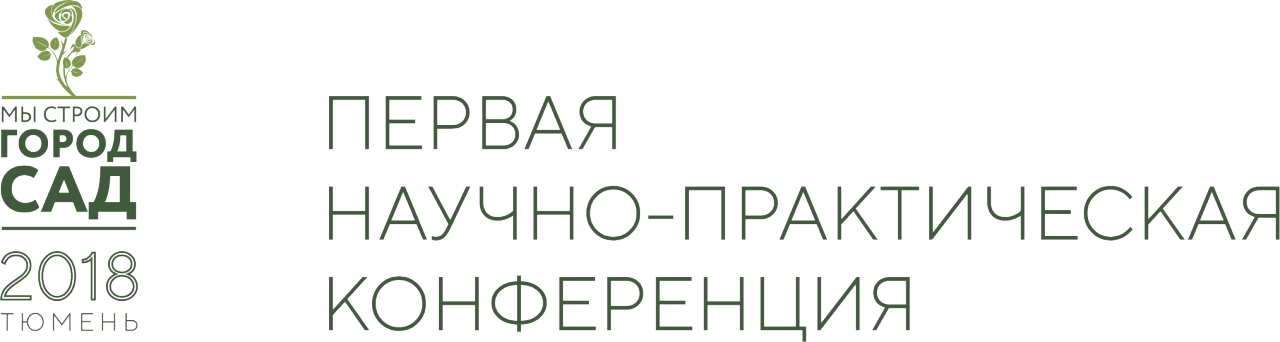 МЫ СТРОИМ
ГОРОД
САД
2018
ТЮМЕНЬ
ПЕРВАЯ
НАУЧНО-ПРАКТИЧЕСКАЯ
КОНФЕРЕНЦИЯ